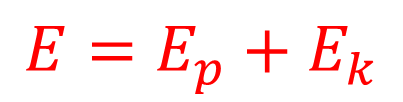 E = E_p + E_k